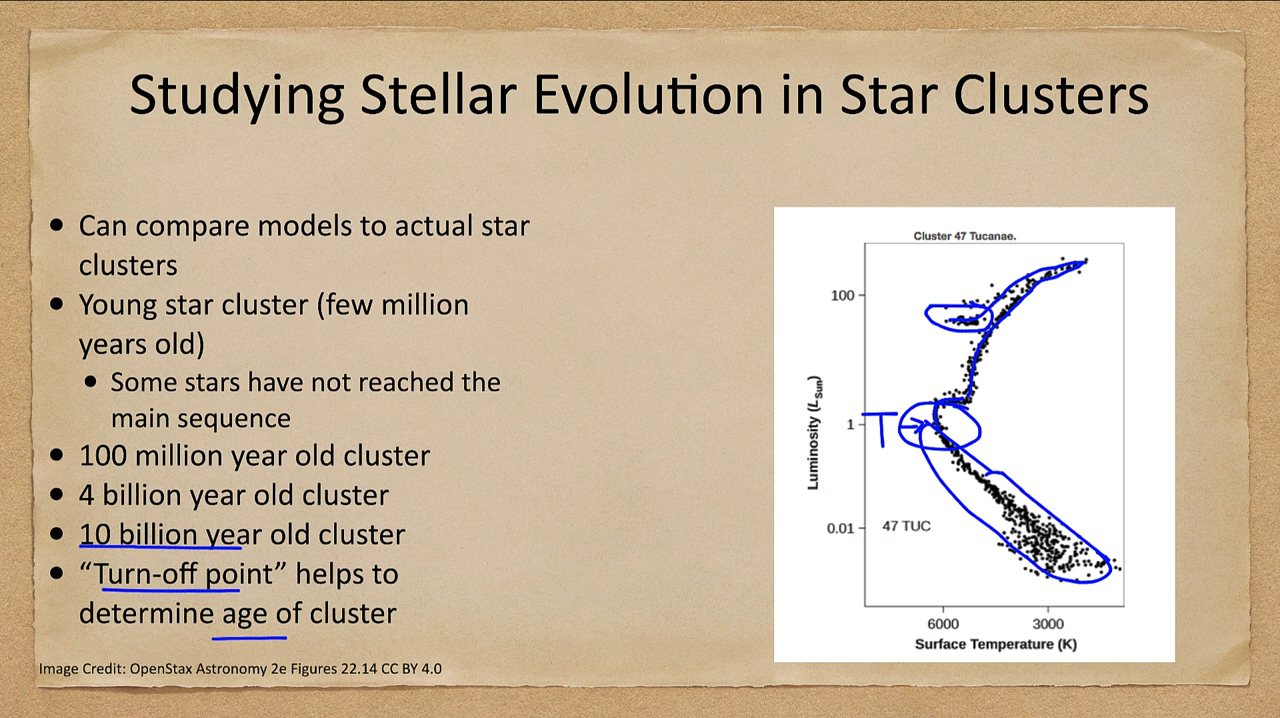 Studying Stellar Evolution in Star Clusters
• Can compare models to actual star
clusters
• Young star cluster (few million
years old)
• Some stars have not reached the
main sequence
• 100 million year old cluster
• 4 billion year old cluster
• 10 billion year old cluster
• “Turn-off point” helps to
determine age of cluster
Image Credit: OpenStax Astronomy 2e Figures 22.14 CC BY 4.0
Cluster 47 Tucanae.
Luminosity (LSun)
100
1
0.01
T
47 TUC
6000 3000
Surface Temperature (K)